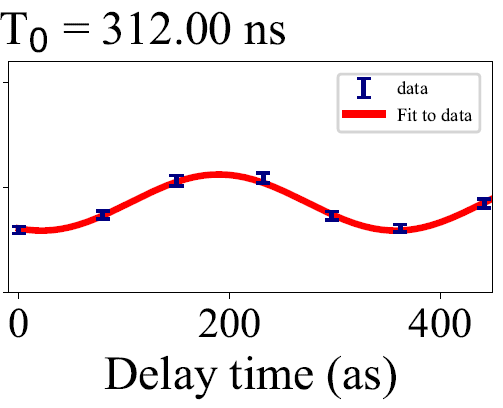 T₀ = 312.00 ns
data
Fit to data
0 200 400
Delay time (as)